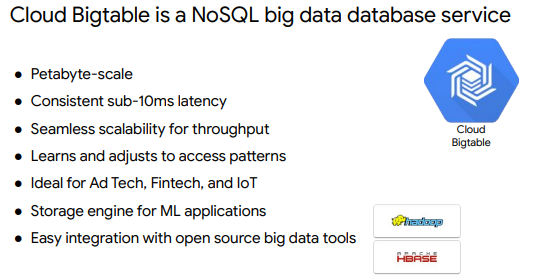 Cloud Bigtable is a NoSQL big data database service
● Petabyte-scale
● Consistent sub-10ms latency
● Seamless scalability for throughput
● Learns and adjusts to access patterns
● Ideal for Ad Tech, Fintech, and IoT
● Storage engine for ML applications
● Easy integration with open source big data tools
Cloud
Bigtable
hadoop
APACHE
HBASE